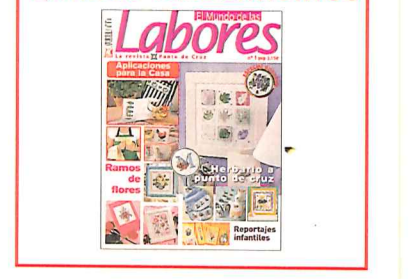 El Mundo de las
Labores
La revista de Punto de Cruz
Aplicaciones
para la Casa
Ramos
de
flores
Herbario a
punto de cruz
Reportajes
infantiles